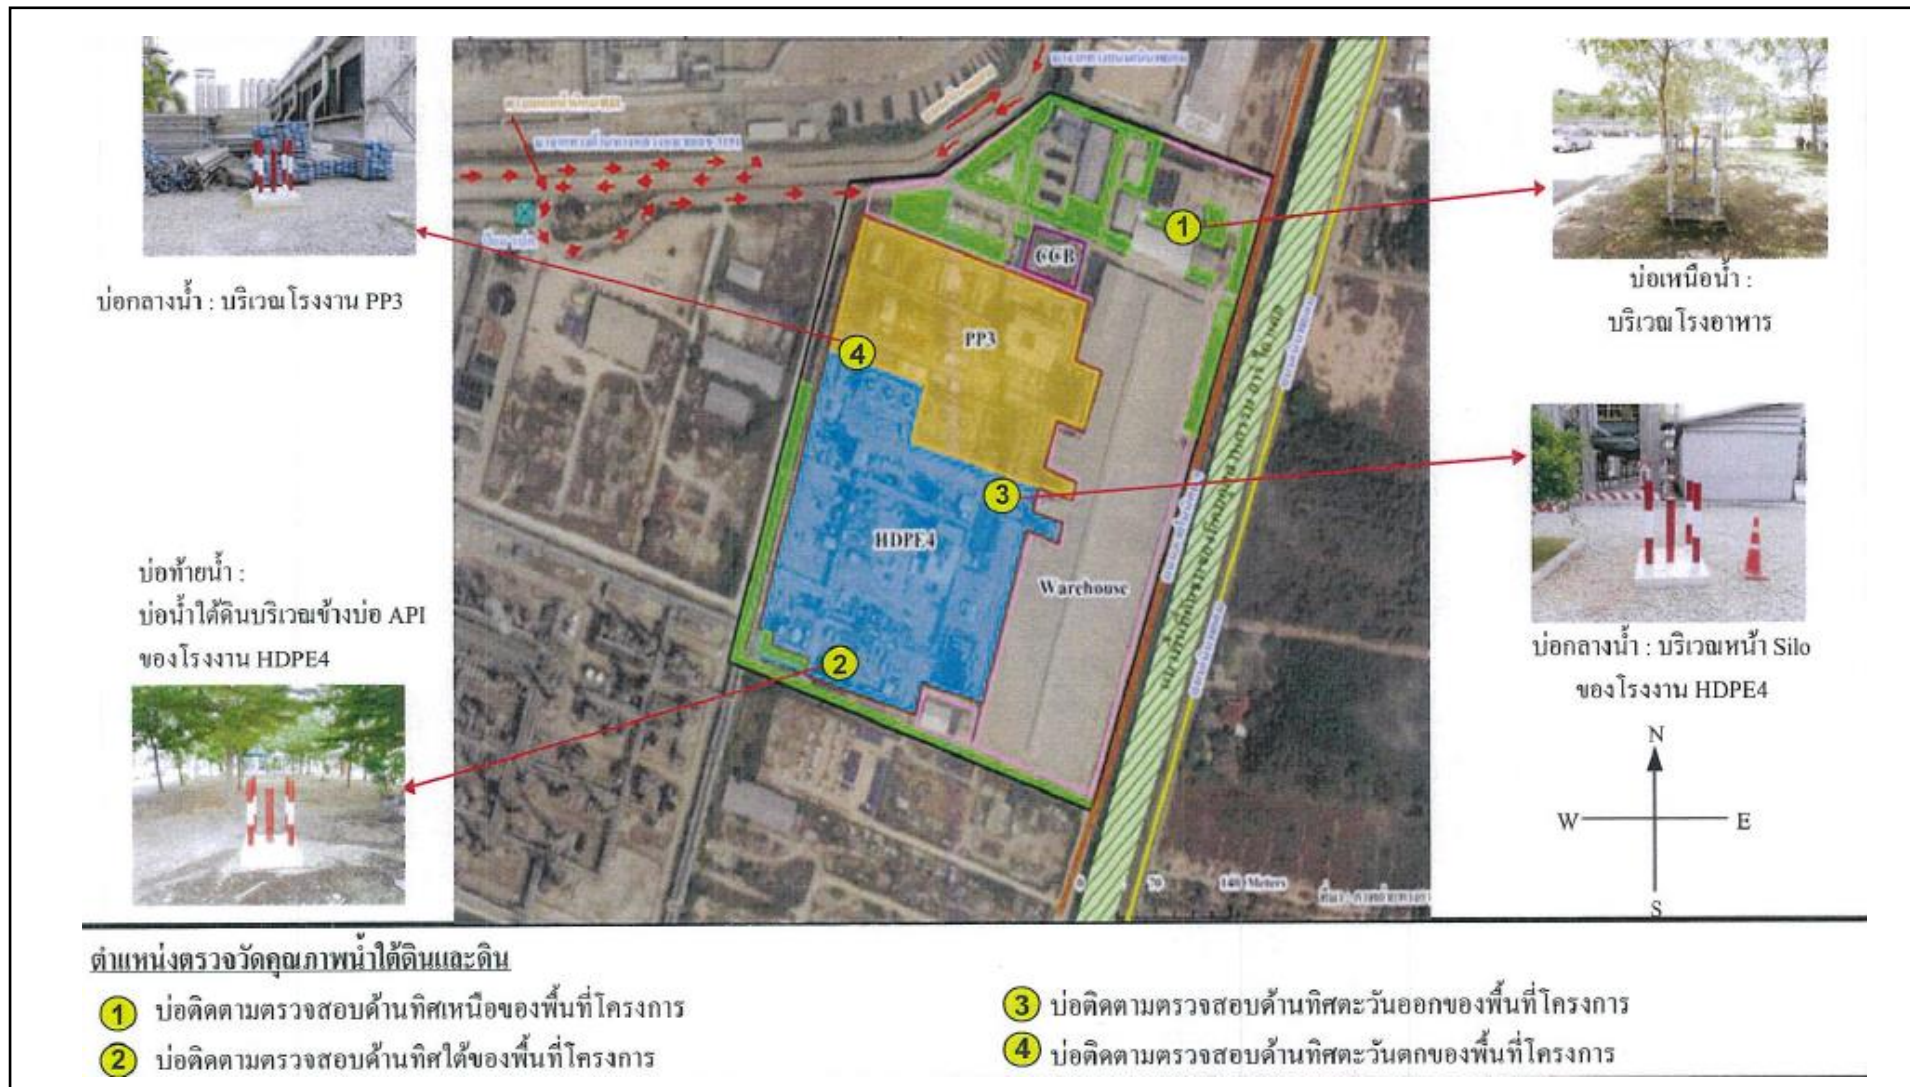 บ่อกลางน้ำ : บริเวณโรงงาน PP3
บ่อเหนือน้ำ :
บริเวณโรงอาหาร
1
CCB
PP3
4
3
HDPE4
Warehouse
2
บ่อท้ายน้ำ :
บ่อน้ำใต้ดินบริเวณข้างบ่อ API
ของโรงงาน HDPE4
บ่อกลางน้ำ : บริเวณหน้า Silo
ของโรงงาน HDPE4
N
W E
S
0 70 140 Meters
ตำแหน่งตรวจวัดคุณภาพน้ำใต้ดินและดิน
1 บ่อติดตามตรวจสอบด้านทิศเหนือของพื้นที่โครงการ
2 บ่อติดตามตรวจสอบด้านทิศใต้ของพื้นที่โครงการ
3 บ่อติดตามตรวจสอบด้านทิศตะวันออกของพื้นที่โครงการ
4 บ่อติดตามตรวจสอบด้านทิศตะวันตกของพื้นที่โครงการ